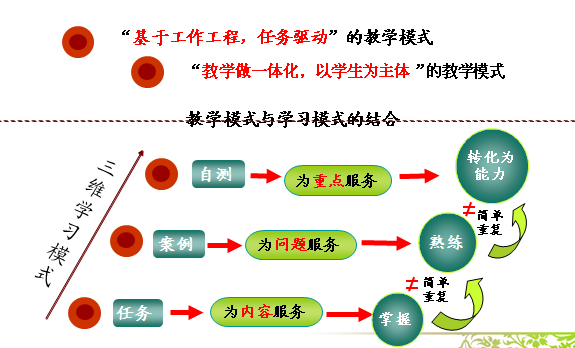 “基于工作工程，任务驱动”的教学模式
“教学做一体化，以学生为主体 ”的教学模式
教学模式与学习模式的结合
三维学习模式
自测
为重点服务
转化为
能力
≠简单
重复
案例
为问题服务
熟练
≠简单
重复
任务
为内容服务
掌握